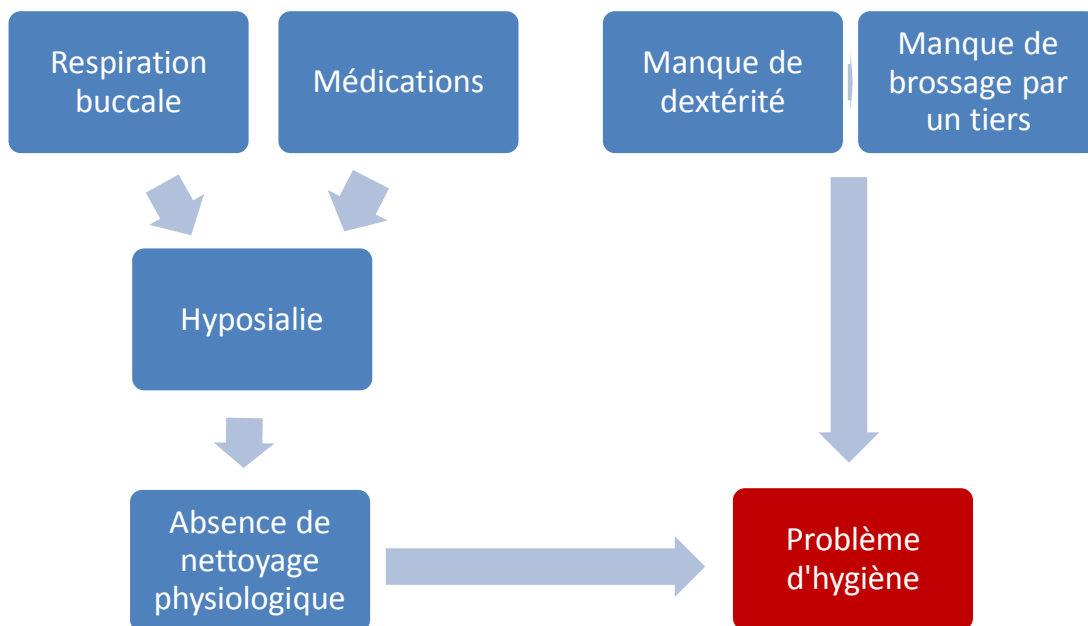 Respiration
buccale
Médications
Manque de
dextérité
Manque de
brossage par
un tiers
Hyposialie
Absence de
nettoyage
physiologique
Problème
d'hygiène